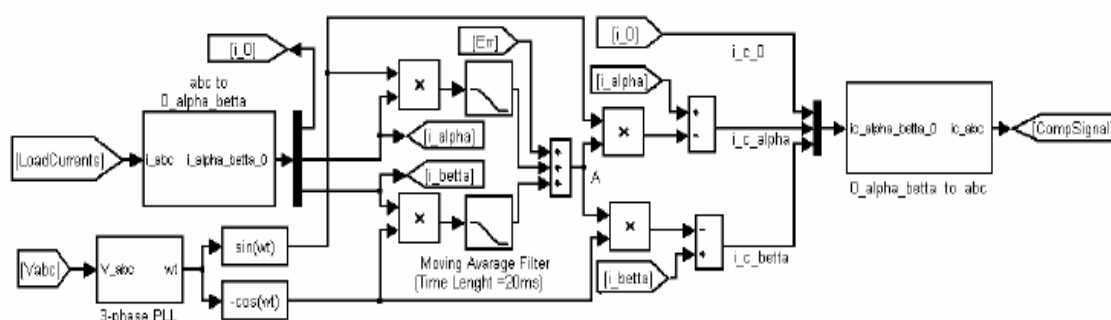 [i_0]
[Err]
[i_0]
i_c_0
abc to
0_alpha_betta
[i_alpha]
[LoadCurrents]
i_abc i_alpha_betta_0
[i_alpha]
i_c_alpha
ic_alpha_betta_0 ic_abc
[CompSignal]
0_alpha_betta to abc
[i_betta]
A
×
×
×
×
+
-
+
+
+
-
+
[Vabc]
V_abc wt
3-phase PLL
sin(wt)
-cos(wt)
Moving Avarage Filter
(Time Lenght =20ms)
[i_betta]
i_c_betta